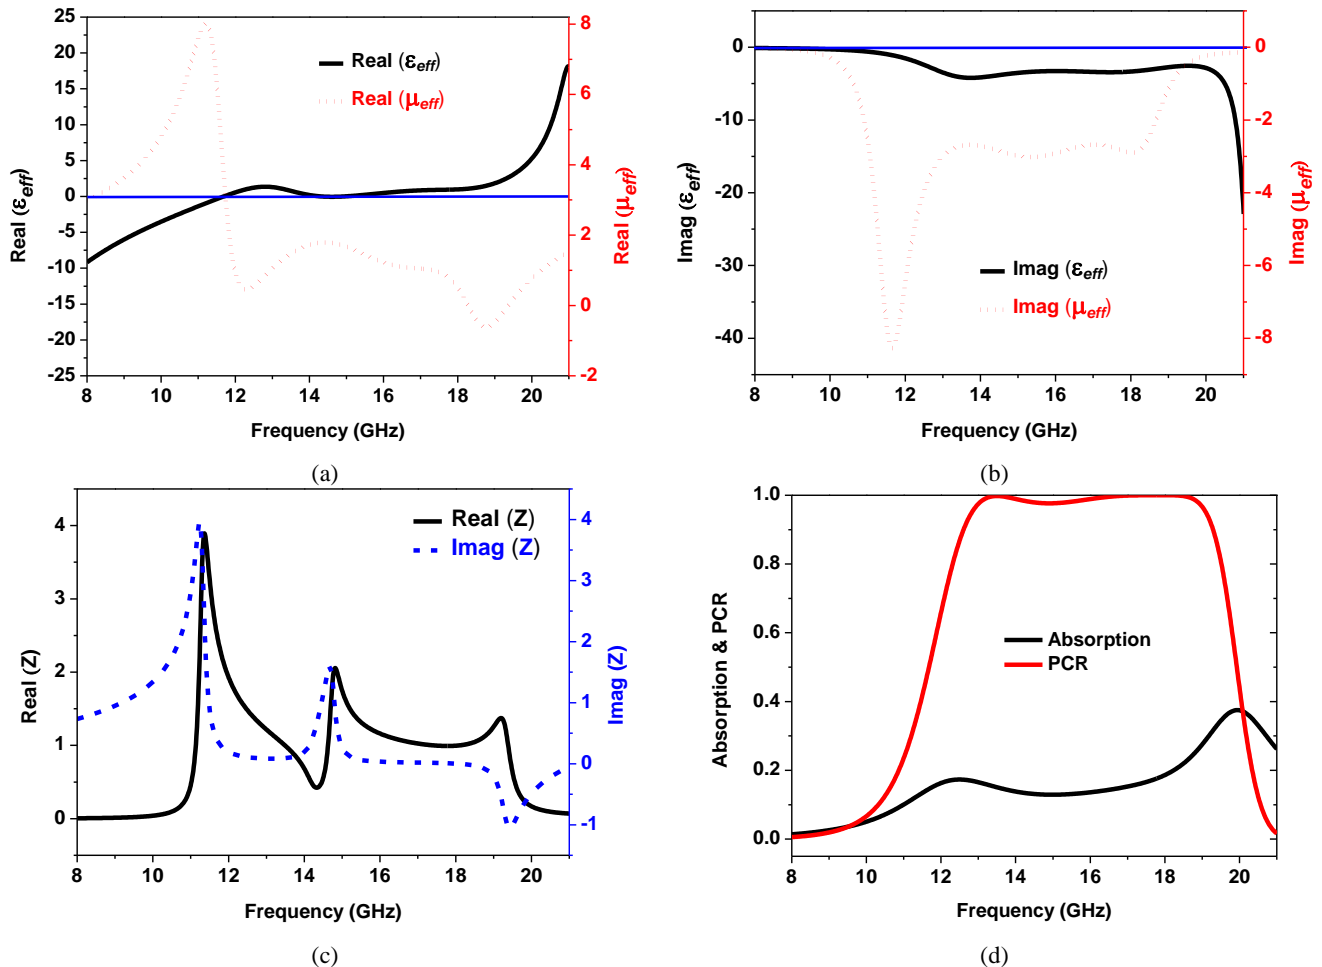 Real (εeff)
Real (μeff)
25
20
15
10
5
0
-5
-10
-15
-20
-25
8
6
4
2
0
-2
8 10 12 14 16 18 20
Real (εeff)
Real (μeff)
Frequency (GHz)
(a)
Imag (εeff)
Imag (μeff)
0
-10
-20
-30
-40
0
-2
-4
-6
-8
8 10 12 14 16 18 20
Imag (εeff)
Imag (μeff)
Frequency (GHz)
(b)
Real (Z)
Imag (Z)
4
3
2
1
0
4
3
2
1
0
-1
8 10 12 14 16 18 20
Real (Z)
Imag (Z)
Frequency (GHz)
(c)
Absorption
PCR
1.0
0.8
0.6
0.4
0.2
0.0
8 10 12 14 16 18 20
Absorption & PCR
Frequency (GHz)
(d)